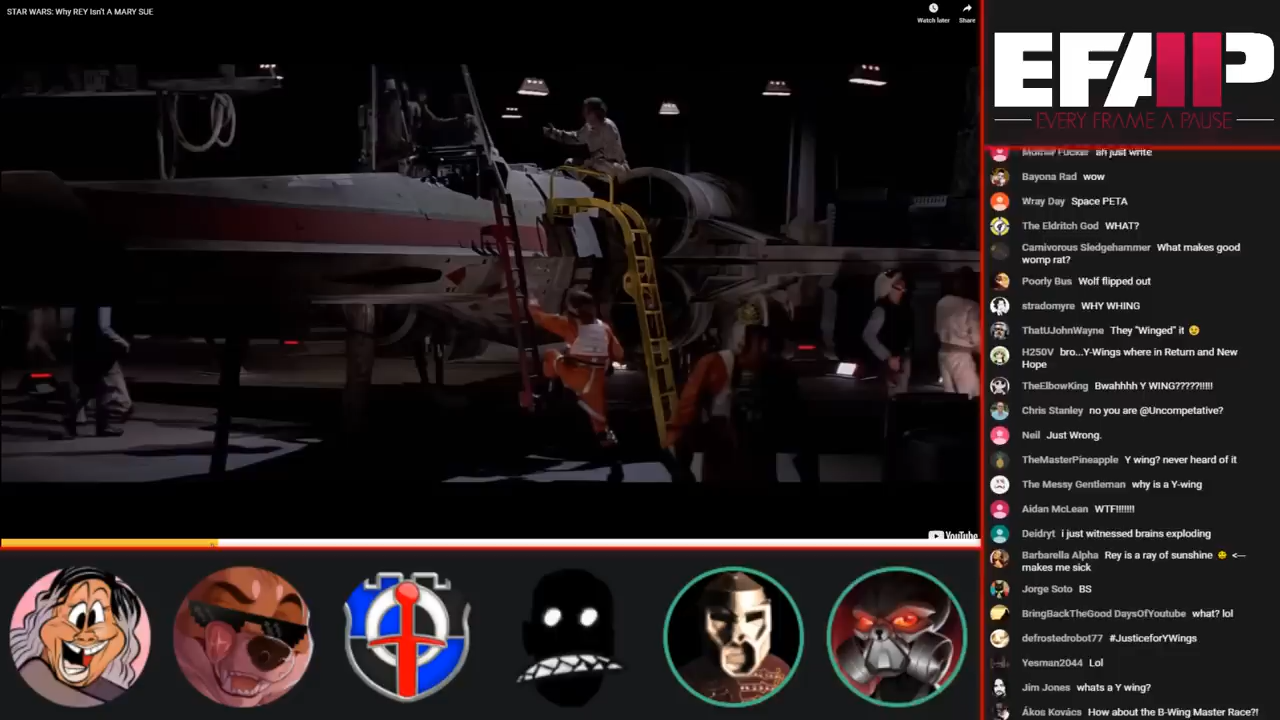 STAR WARS: Why REY Isn't A MARY SUE
Watch later
Share
YouTube
EFAP
EVERY FRAME A PAUSE
Mother Fucker an just write
Bayona Rad wow
Wray Day Space PETA
The Eldritch God WHAT?
Carnivorous Sledgehammer What makes good
womp rat?
Poorly Bus Wolf flipped out
stradomyre WHY WHING
ThatUJohnWayne They "Winged" it 😢
H250V bro...Y-Wings where in Return and New
Hope
TheElbowKing Bwahhhh Y WING?????!!!!!
Chris Stanley no you are @Uncompetative?
Neil Just Wrong.
TheMasterPineapple Y wing? never heard of it
The Messy Gentleman why is a Y-wing
Aidan McLean WTF!!!!!!!
Deidryt i just witnessed brains exploding
Barbarella Alpha Rey is a ray of sunshine 🌞 <—
makes me sick
Jorge Soto BS
BringBackTheGood DaysOfYoutube what? lol
defrostedrobot77 #JusticeforYWings
Yesman2044 Lol
Jim Jones whats a Y wing?
Ákos Kovács How about the B-Wing Master Race?!